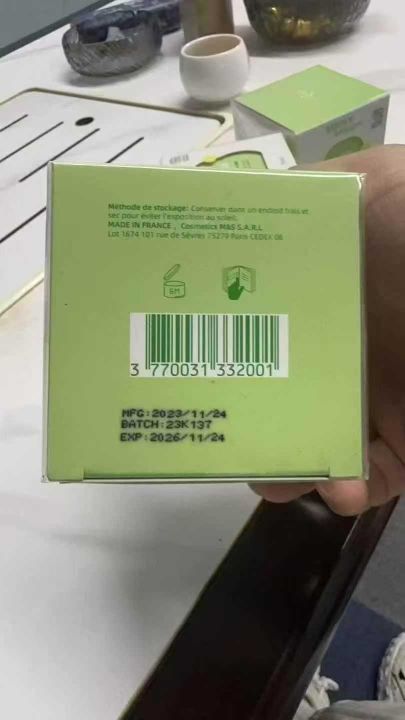 Méthode de stockage: Conserver dans un endroit frais et
sec pour éviter l'exposition au soleil.
MADE IN FRANCE , Cosmetics M&S S.A.R.L
Lot 1674 101 rue de Sèvres 75279 Paris CEDEX 06
6M
3 770031 332001
MFG:2023/11/24
BATCH:23K137
EXP:2026/11/24